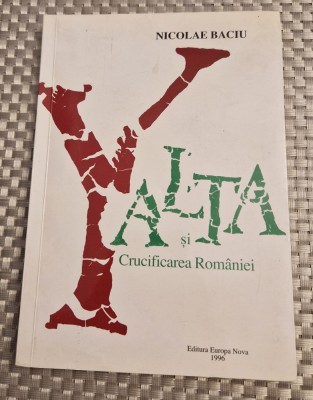 NICOLAE BACIU
YALTA
și
Crucificarea României
Editura Europa Nova
1996